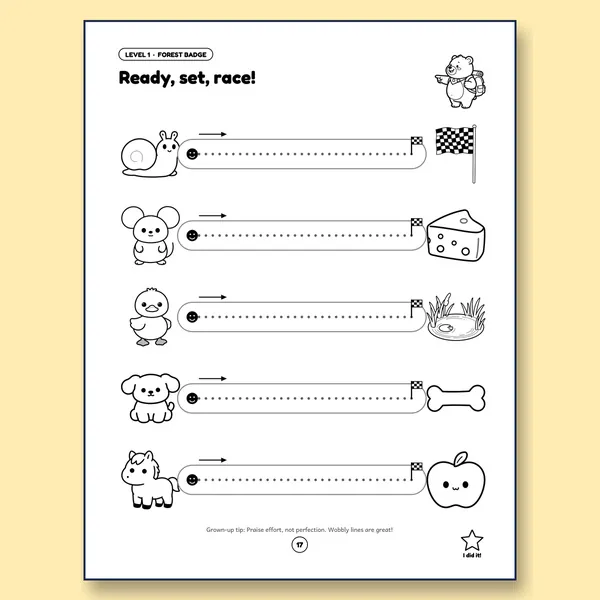 LEVEL 1 - FOREST BADGE
Ready, set, race!
Grown-up tip: Praise effort, not perfection. Wobbly lines are great!
17
I did it!